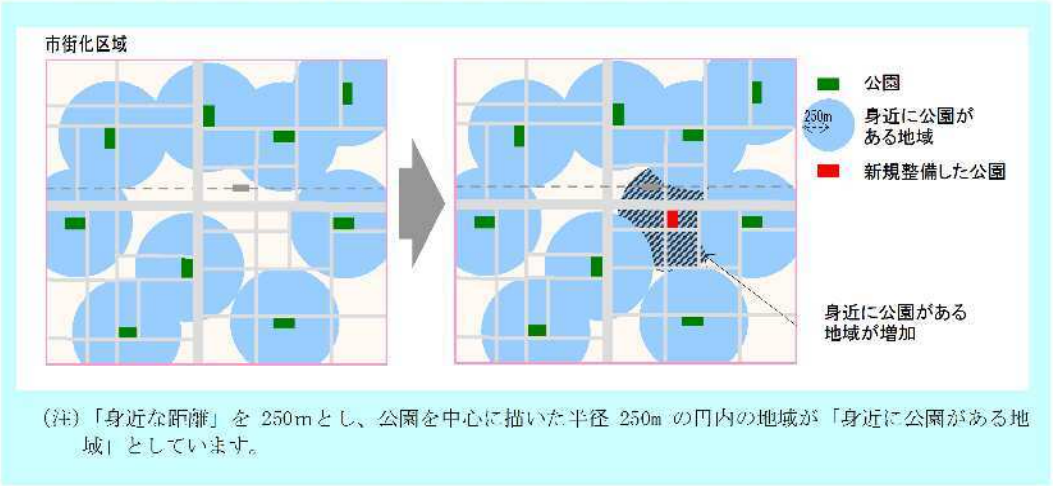 市街化区域
公園
250m
身近に公園が
ある地域
新規整備した公園
身近に公園がある
地域が増加
(注)「身近な距離」を 250mとし、公園を中心に描いた半径 250m の円内の地域が「身近に公園がある地
域」としています。